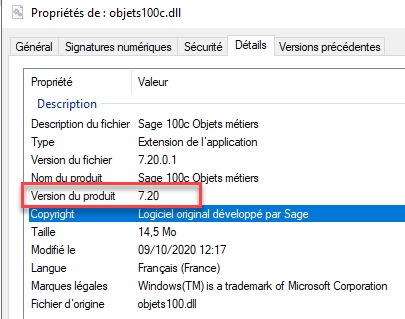 Propriétés de : objets100c.dll
Général Signatures numériques Sécurité Détails Versions précédentes
Propriété Valeur
Description
Description du fichier Sage 100c Objets métiers
Type Extension de l'application
Version du fichier 7.20.0.1
Nom du produit Sage 100c Objets métiers
Version du produit 7.20
Copyright Logiciel original développé par Sage
Taille 14,5 Mo
Modifié le 09/10/2020 12:17
Langue Français (France)
Marques légales Windows(TM) is a trademark of Microsoft Corporation
Fichier d'origine objets100.dll